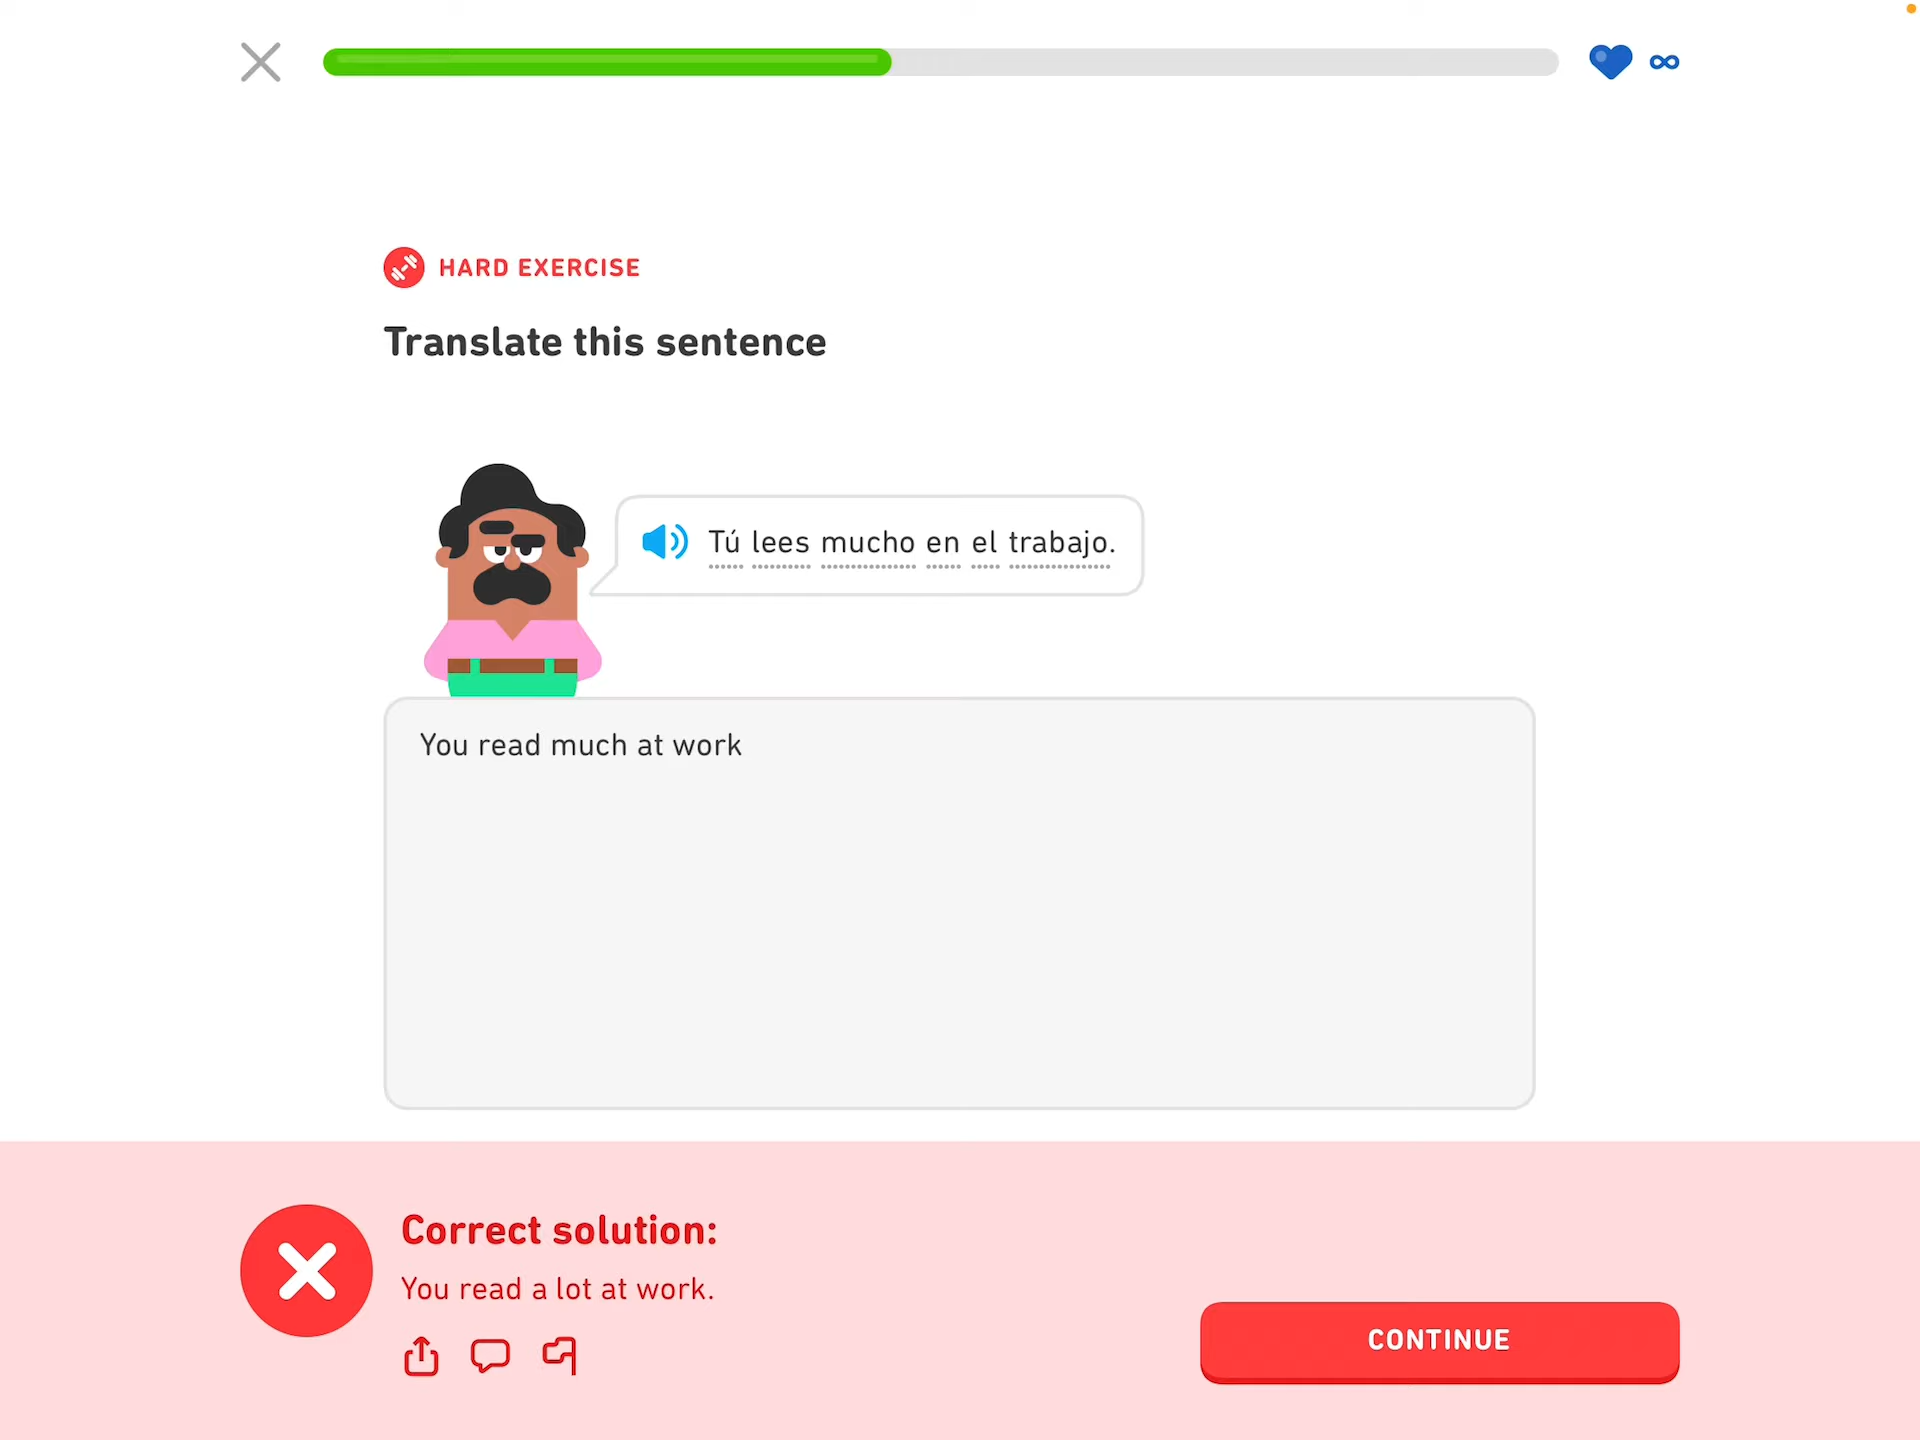 HARD EXERCISE
Translate this sentence
Tú lees mucho en el trabajo.
You read much at work
Correct solution:
You read a lot at work.
CONTINUE